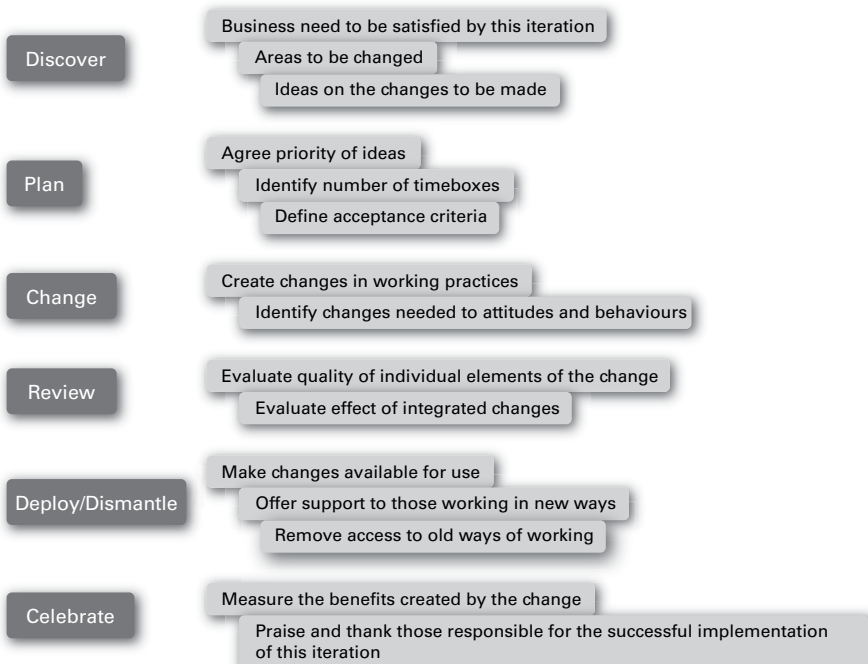 Discover
Business need to be satisfied by this iteration
Areas to be changed
Ideas on the changes to be made
Plan
Agree priority of ideas
Identify number of timeboxes
Define acceptance criteria
Change
Create changes in working practices
Identify changes needed to attitudes and behaviours
Review
Evaluate quality of individual elements of the change
Evaluate effect of integrated changes
Deploy/Dismantle
Make changes available for use
Offer support to those working in new ways
Remove access to old ways of working
Celebrate
Measure the benefits created by the change
Praise and thank those responsible for the successful implementation
of this iteration